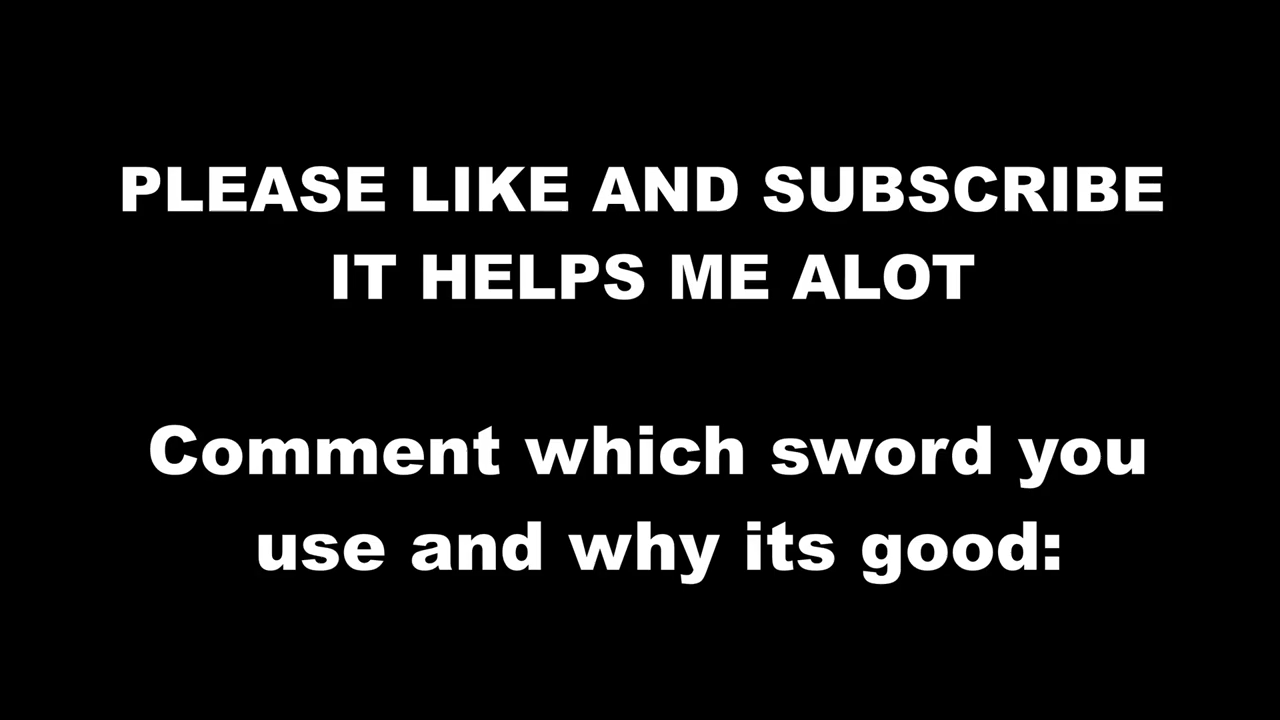 PLEASE LIKE AND SUBSCRIBE
IT HELPS ME ALOT
Comment which sword you
use and why its good: